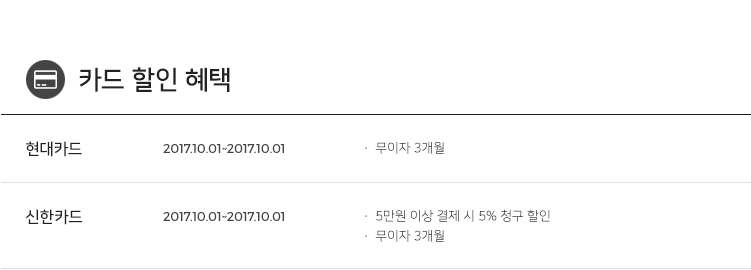 카드 할인 혜택
현대카드 2017.10.01~2017.10.01 · 무이자 3개월
신한카드 2017.10.01~2017.10.01 · 5만원 이상 결제 시 5% 청구 할인
· 무이자 3개월